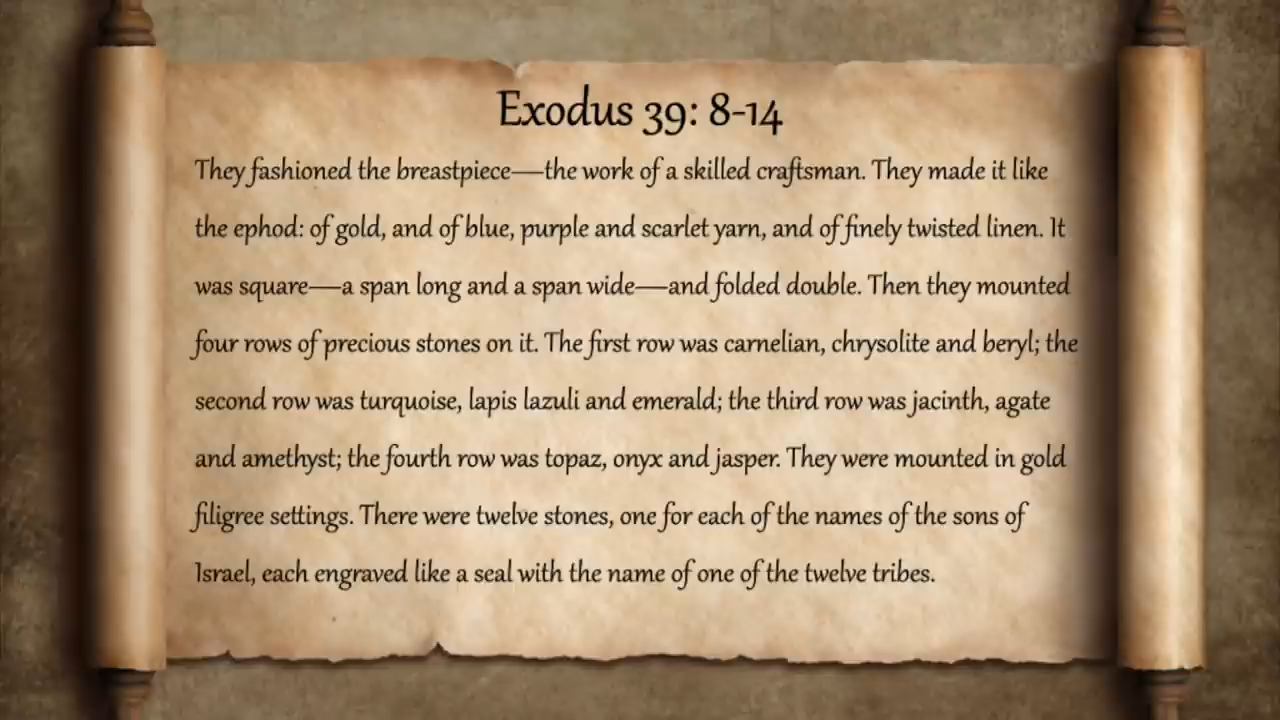 Exodus 39: 8-14
They fashioned the breastpiece—the work of a skilled craftsman. They made it like
the ephod: of gold, and of blue, purple and scarlet yarn, and of finely twisted linen. It
was square—a span long and a span wide—and folded double. Then they mounted
four rows of precious stones on it. The first row was carnelian, chrysolite and beryl; the
second row was turquoise, lapis lazuli and emerald; the third row was jacinth, agate
and amethyst; the fourth row was topaz, onyx and jasper. They were mounted in gold
filigree settings. There were twelve stones, one for each of the names of the sons of
Israel, each engraved like a seal with the name of one of the twelve tribes.